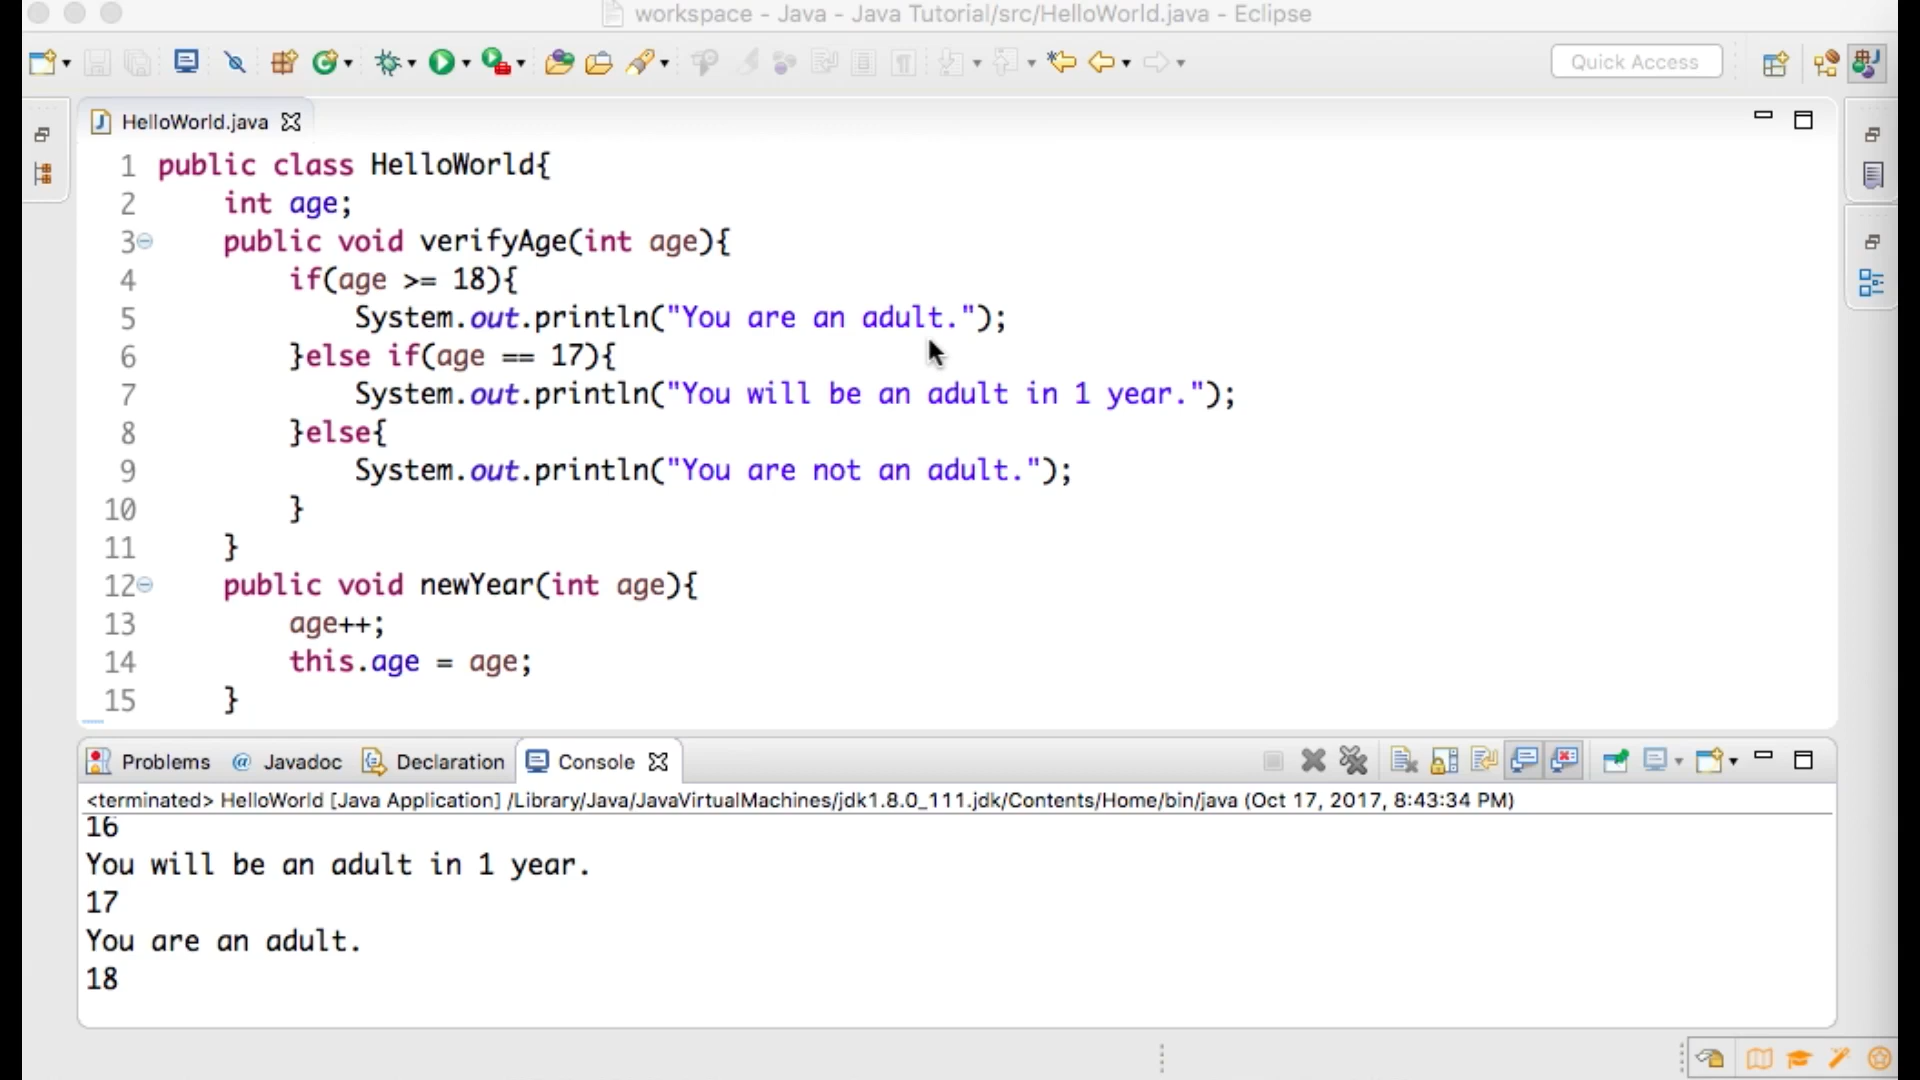 workspace - Java - Java Tutorial/src/HelloWorld.java - Eclipse
Quick Access
HelloWorld.java
1 public class HelloWorld{
2 int age;
3 public void verifyAge(int age){
4 if(age >= 18){
5 System.out.println("You are an adult.");
6 }else if(age == 17){
7 System.out.println("You will be an adult in 1 year.");
8 }else{
9 System.out.println("You are not an adult.");
10 }
11 }
12 public void newYear(int age){
13 age++;
14 this.age = age;
15 }
Problems @ Javadoc Declaration Console
<terminated> HelloWorld [Java Application] /Library/Java/JavaVirtualMachines/jdk1.8.0_111.jdk/Contents/Home/bin/java (Oct 17, 2017, 8:43:34 PM)
16
You will be an adult in 1 year.
17
You are an adult.
18